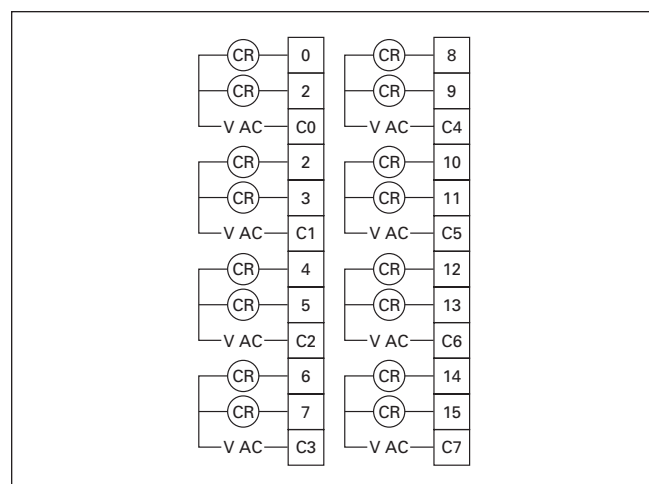 CR 0
CR 2
V AC C0
CR 2
CR 3
V AC C1
CR 4
CR 5
V AC C2
CR 6
CR 7
V AC C3
CR 8
CR 9
V AC C4
CR 10
CR 11
V AC C5
CR 12
CR 13
V AC C6
CR 14
CR 15
V AC C7